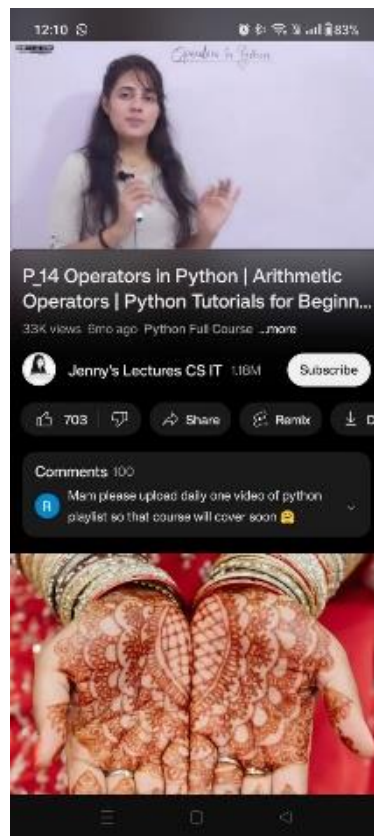 12:10 83%
Operators in Python
P_14 Operators in Python | Arithmetic
Operators | Python Tutorials for Beginn...
33K views 6mo ago Python Full Course ...more
Jenny's Lectures CS IT 1.18M Subscribe
703 Share Remix D
Comments 100
R Mam please upload daily one video of python
playlist so that course will cover soon 🤗